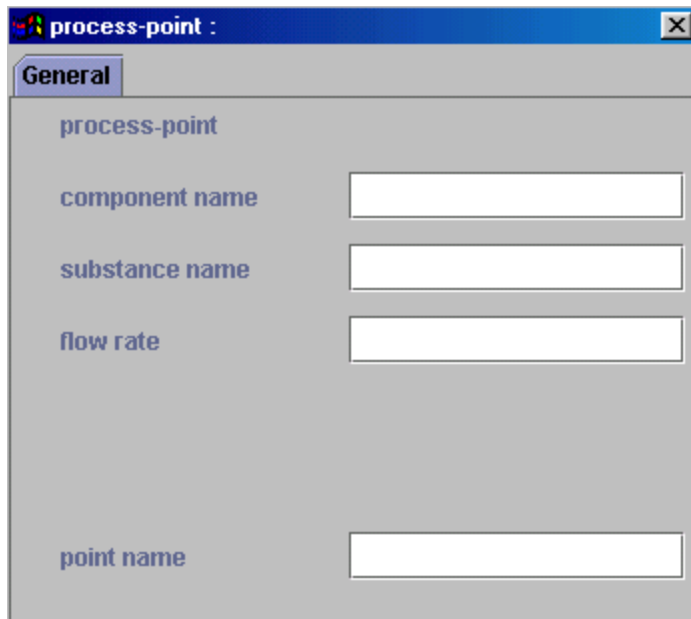 process-point :
General
process-point
component name
substance name
flow rate
point name